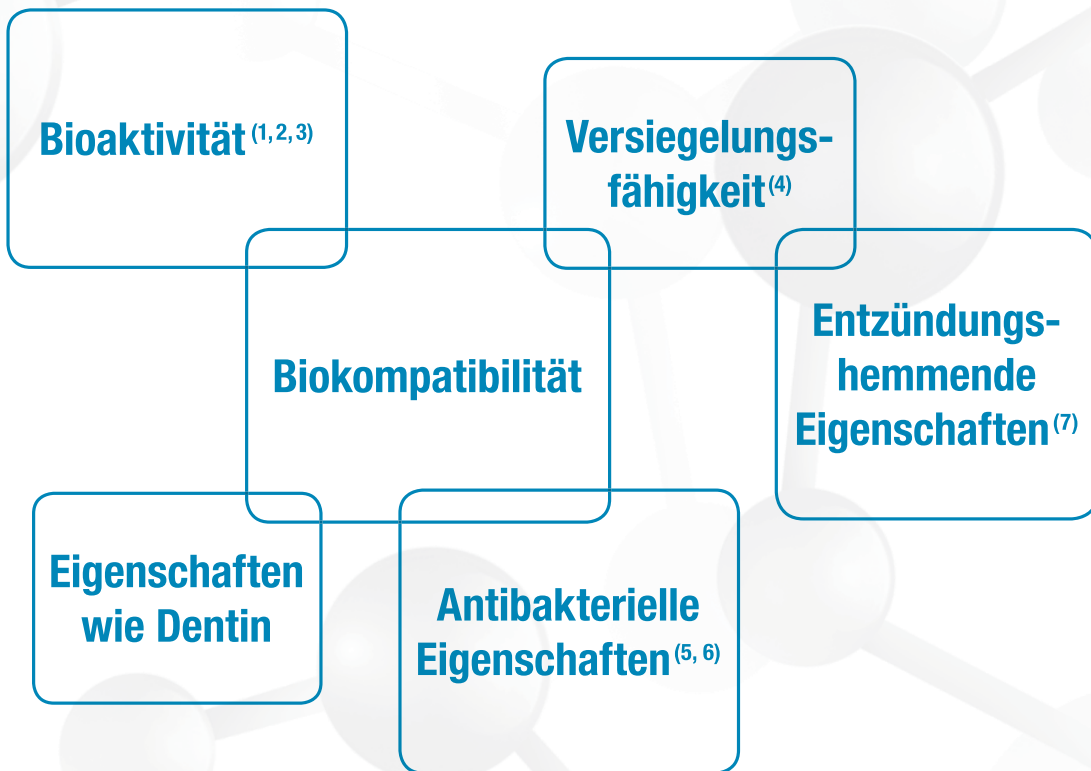 Bioaktivität (1, 2, 3)
Versiegelungs-
fähigkeit (4)
Entzündungs-
hemmende
Eigenschaften (7)
Biokompatibilität
Eigenschaften
wie Dentin
Antibakterielle
Eigenschaften (5, 6)